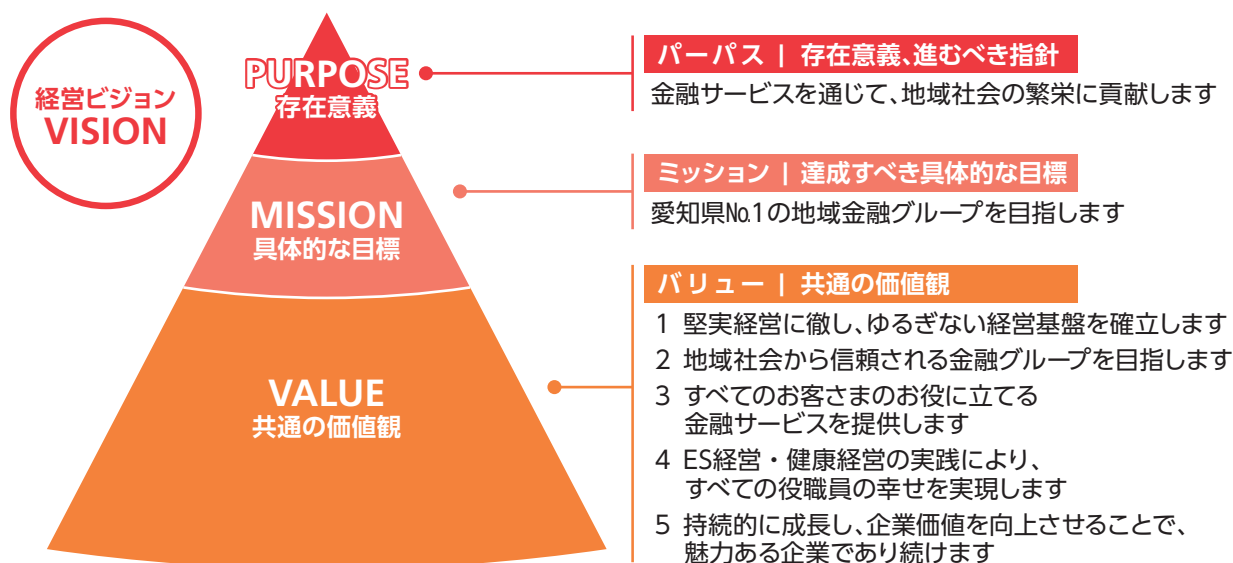 経営ビジョン
VISION
PURPOSE
存在意義
MISSION
具体的な目標
VALUE
共通の価値観
パーパス | 存在意義、進むべき指針
金融サービスを通じて、地域社会の繁栄に貢献します
ミッション | 達成すべき具体的な目標
愛知県№1の地域金融グループを目指します
バリュー | 共通の価値観
1 堅実経営に徹し、ゆるぎない経営基盤を確立します
2 地域社会から信頼される金融グループを目指します
3 すべてのお客さまのお役に立てる
金融サービスを提供します
4 ES経営・健康経営の実践により、
すべての役職員の幸せを実現します
5 持続的に成長し、企業価値を向上させることで、
魅力ある企業であり続けます